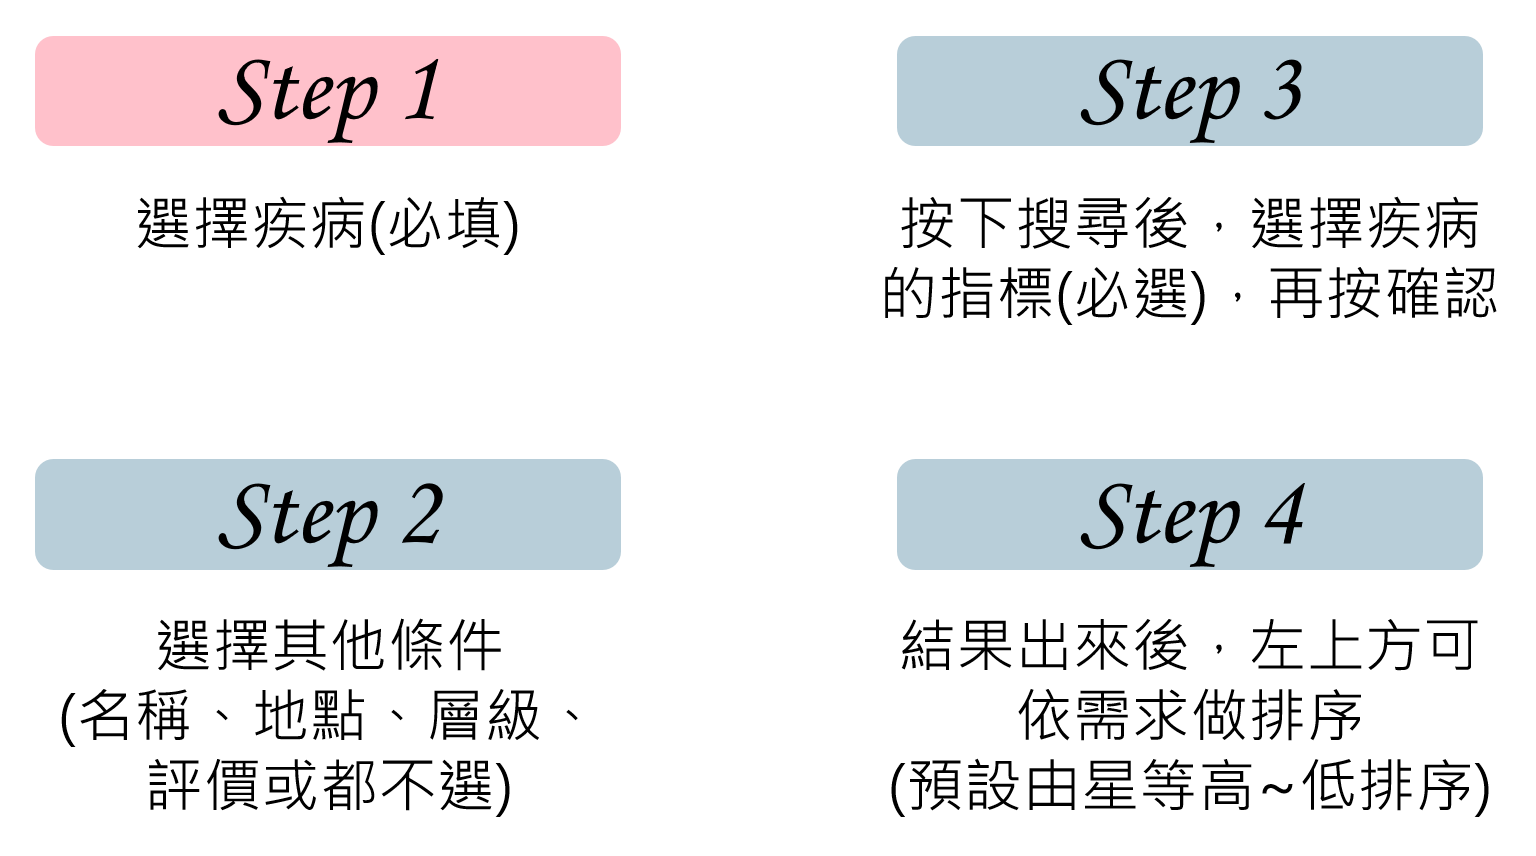 Step 1
選擇疾病(必填)
Step 2
選擇其他條件
(名稱、地點、層級、
評價或都不選)
Step 3
按下搜尋後，選擇疾病
的指標(必選)，再按確認
Step 4
結果出來後，左上方可
依需求做排序
(預設由星等高~低排序)